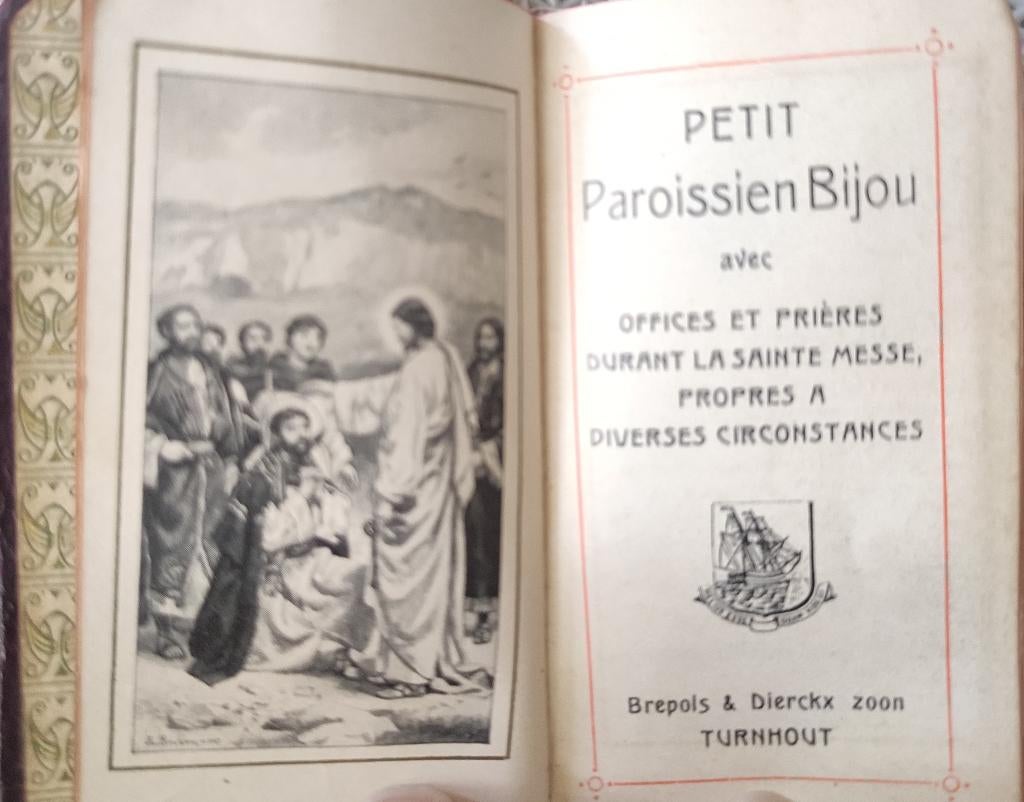 PETIT
Paroissien Bijou
avec
OFFICES ET PRIÈRES
DURANT LA SAINTE MESSE,
PROPRES A
DIVERSES CIRCONSTANCES
Brepols & Dierckx zoon
TURNHOUT